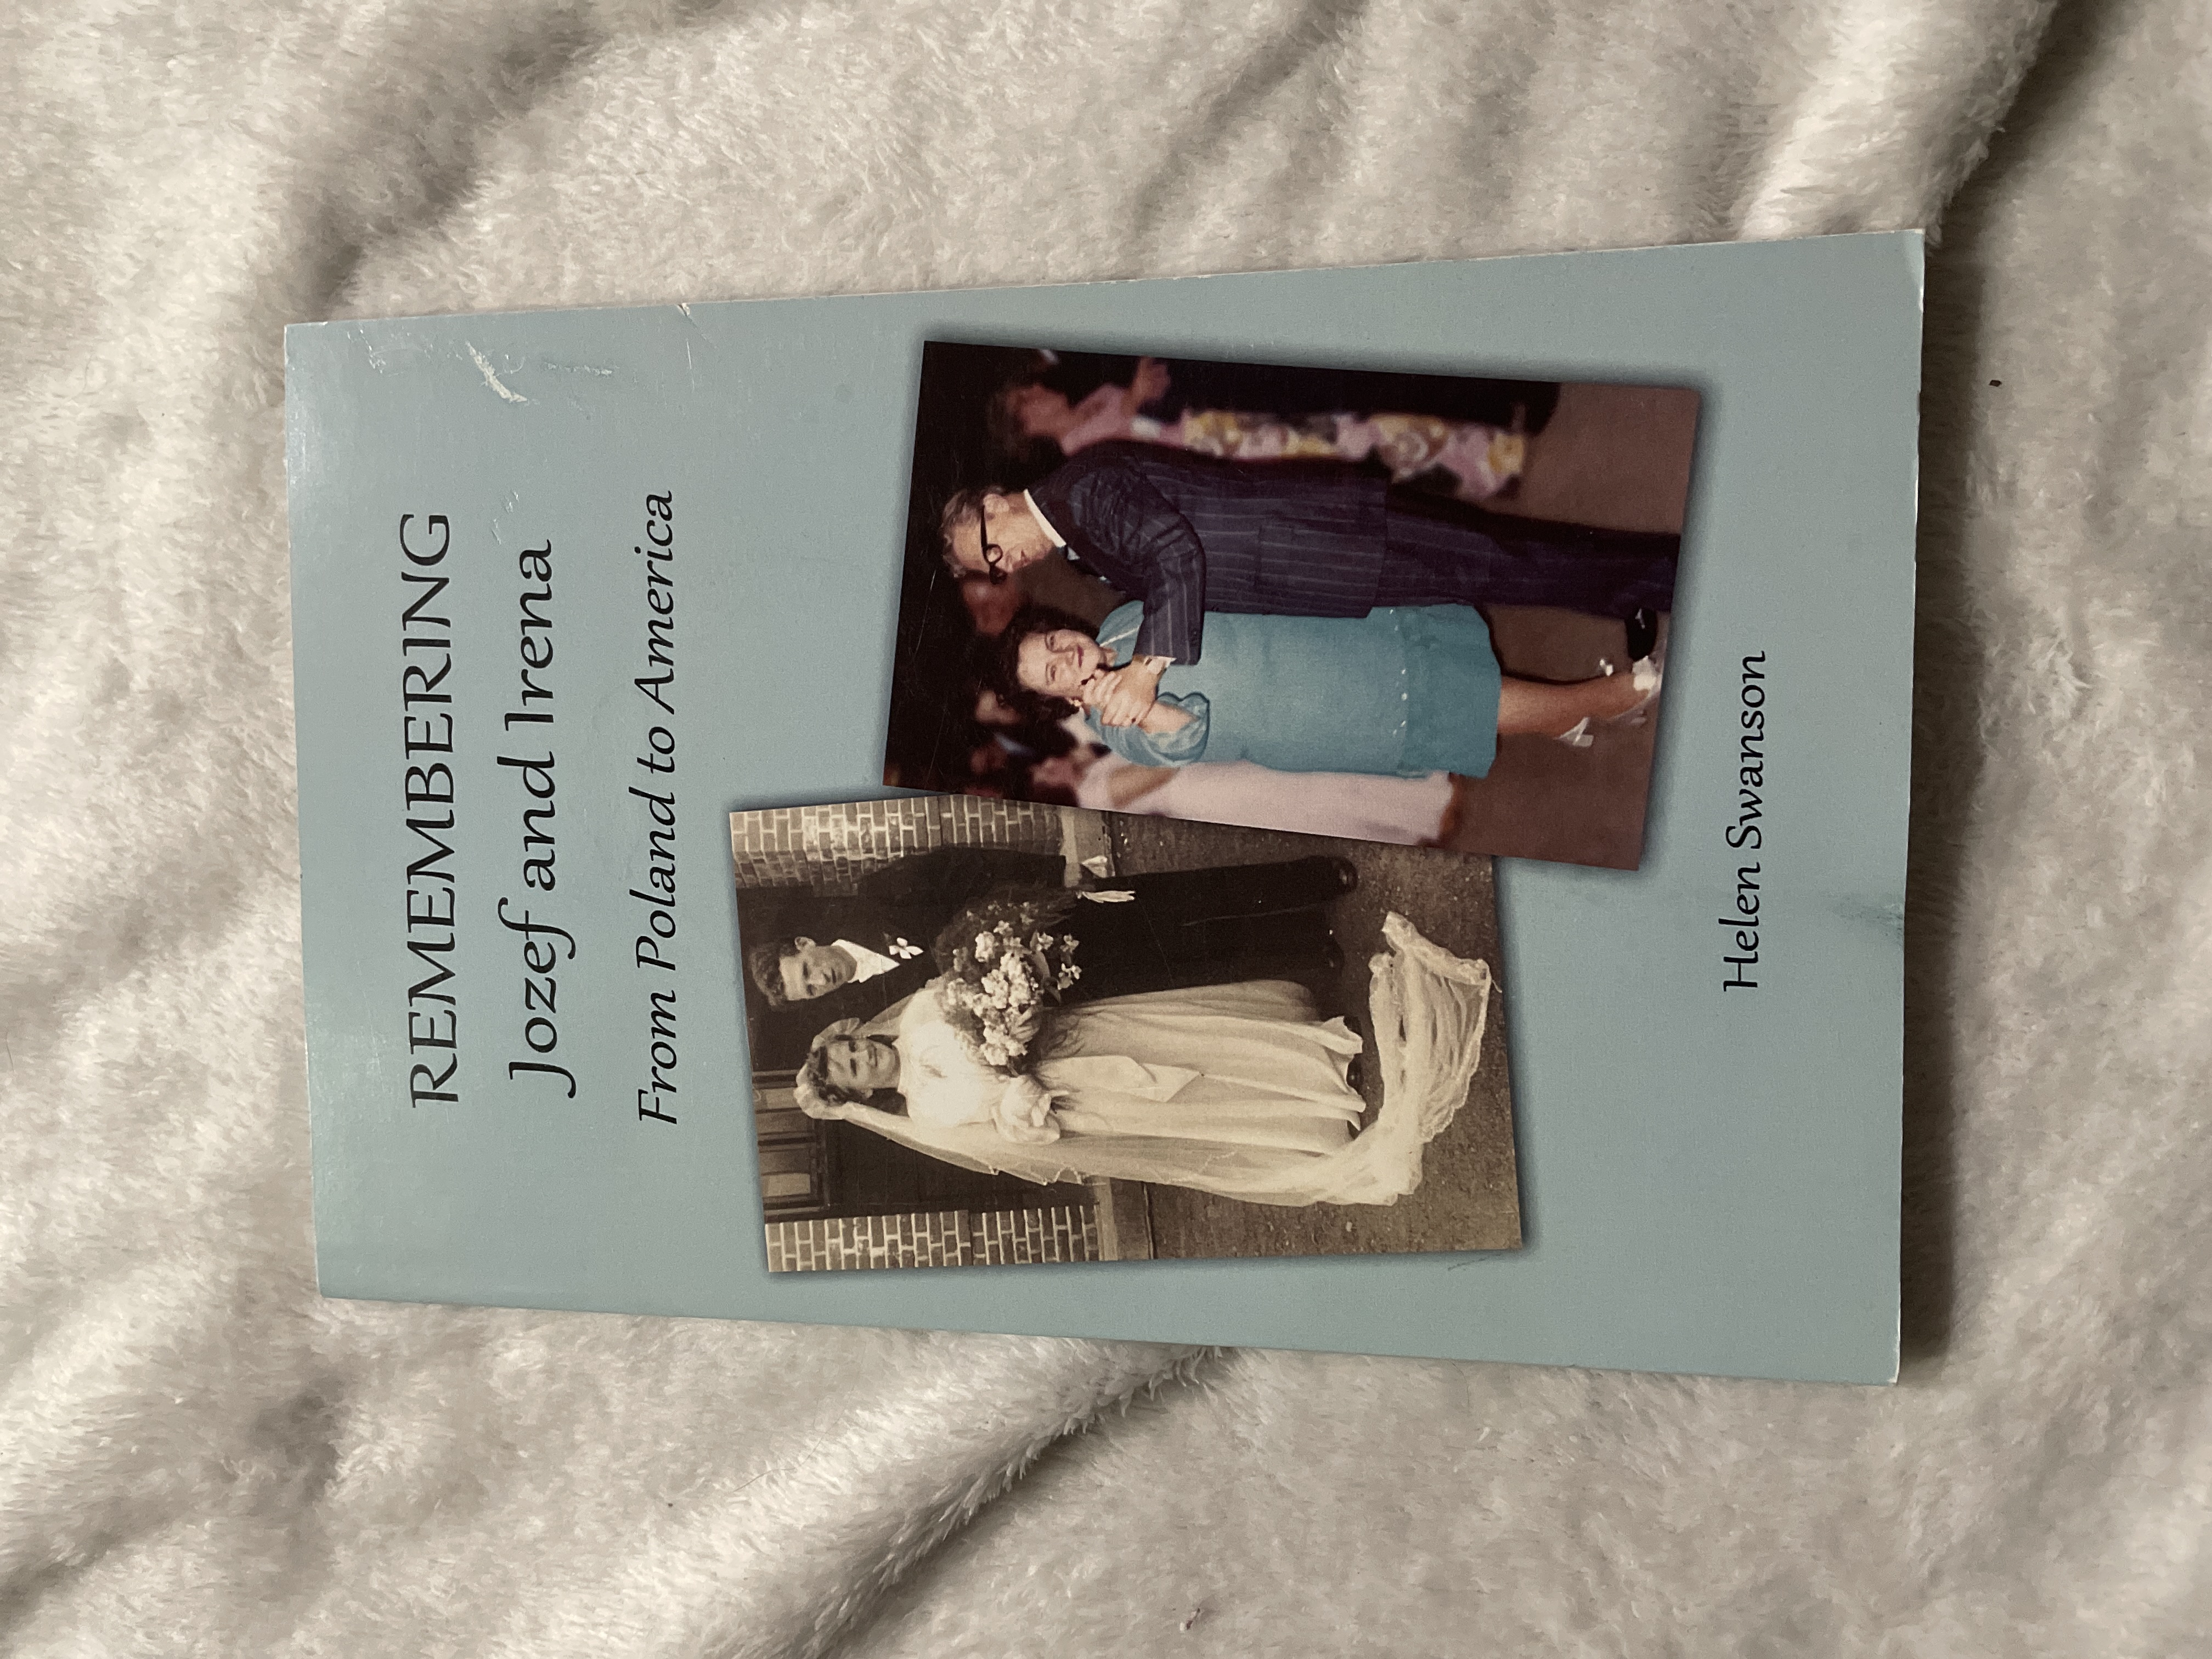 REMEMBERING
Jozef and Irena
From Poland to America
Helen Swanson